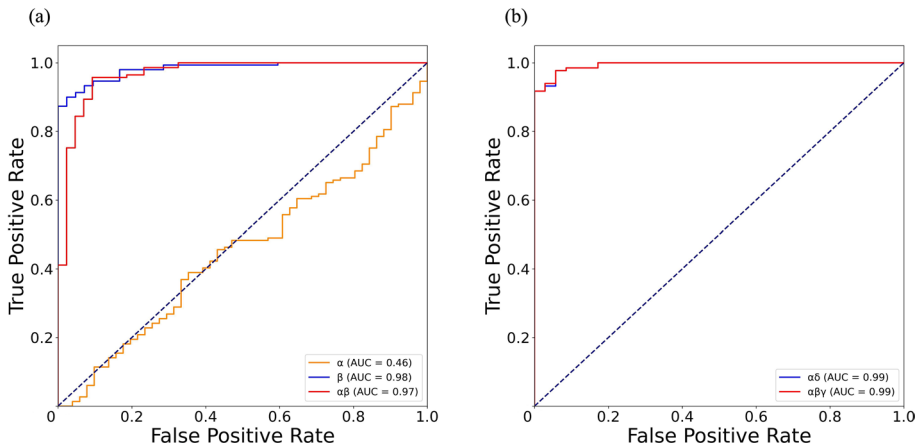 (a)
(b)
True Positive Rate
1.0
0.8
0.6
0.4
0.2
0
0.2
0.4
0.6
0.8
1.0
False Positive Rate
α (AUC = 0.46)
β (AUC = 0.98)
αβ (AUC = 0.97)
True Positive Rate
1.0
0.8
0.6
0.4
0.2
0
0.2
0.4
0.6
0.8
1.0
False Positive Rate
αδ (AUC = 0.99)
αβγ (AUC = 0.99)